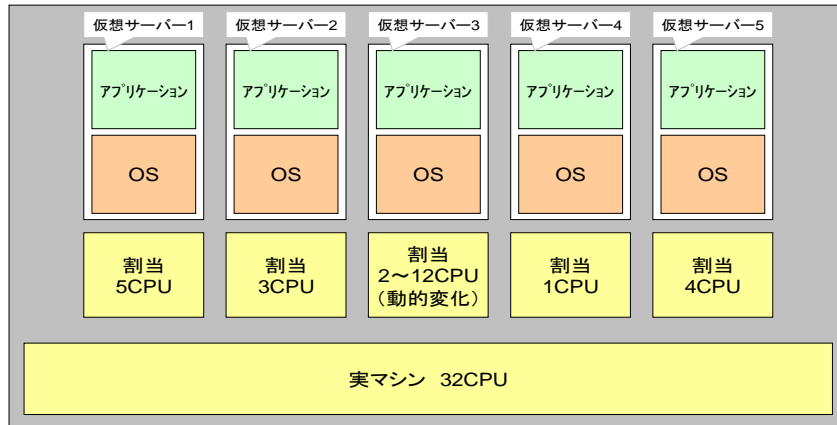 仮想サーバー1
仮想サーバー2
仮想サーバー3
仮想サーバー4
仮想サーバー5
アプリケーション
アプリケーション
アプリケーション
アプリケーション
アプリケーション
OS
OS
OS
OS
OS
割当
5CPU
割当
3CPU
割当
2～12CPU
（動的変化）
割当
1CPU
割当
4CPU
実マシン 32CPU